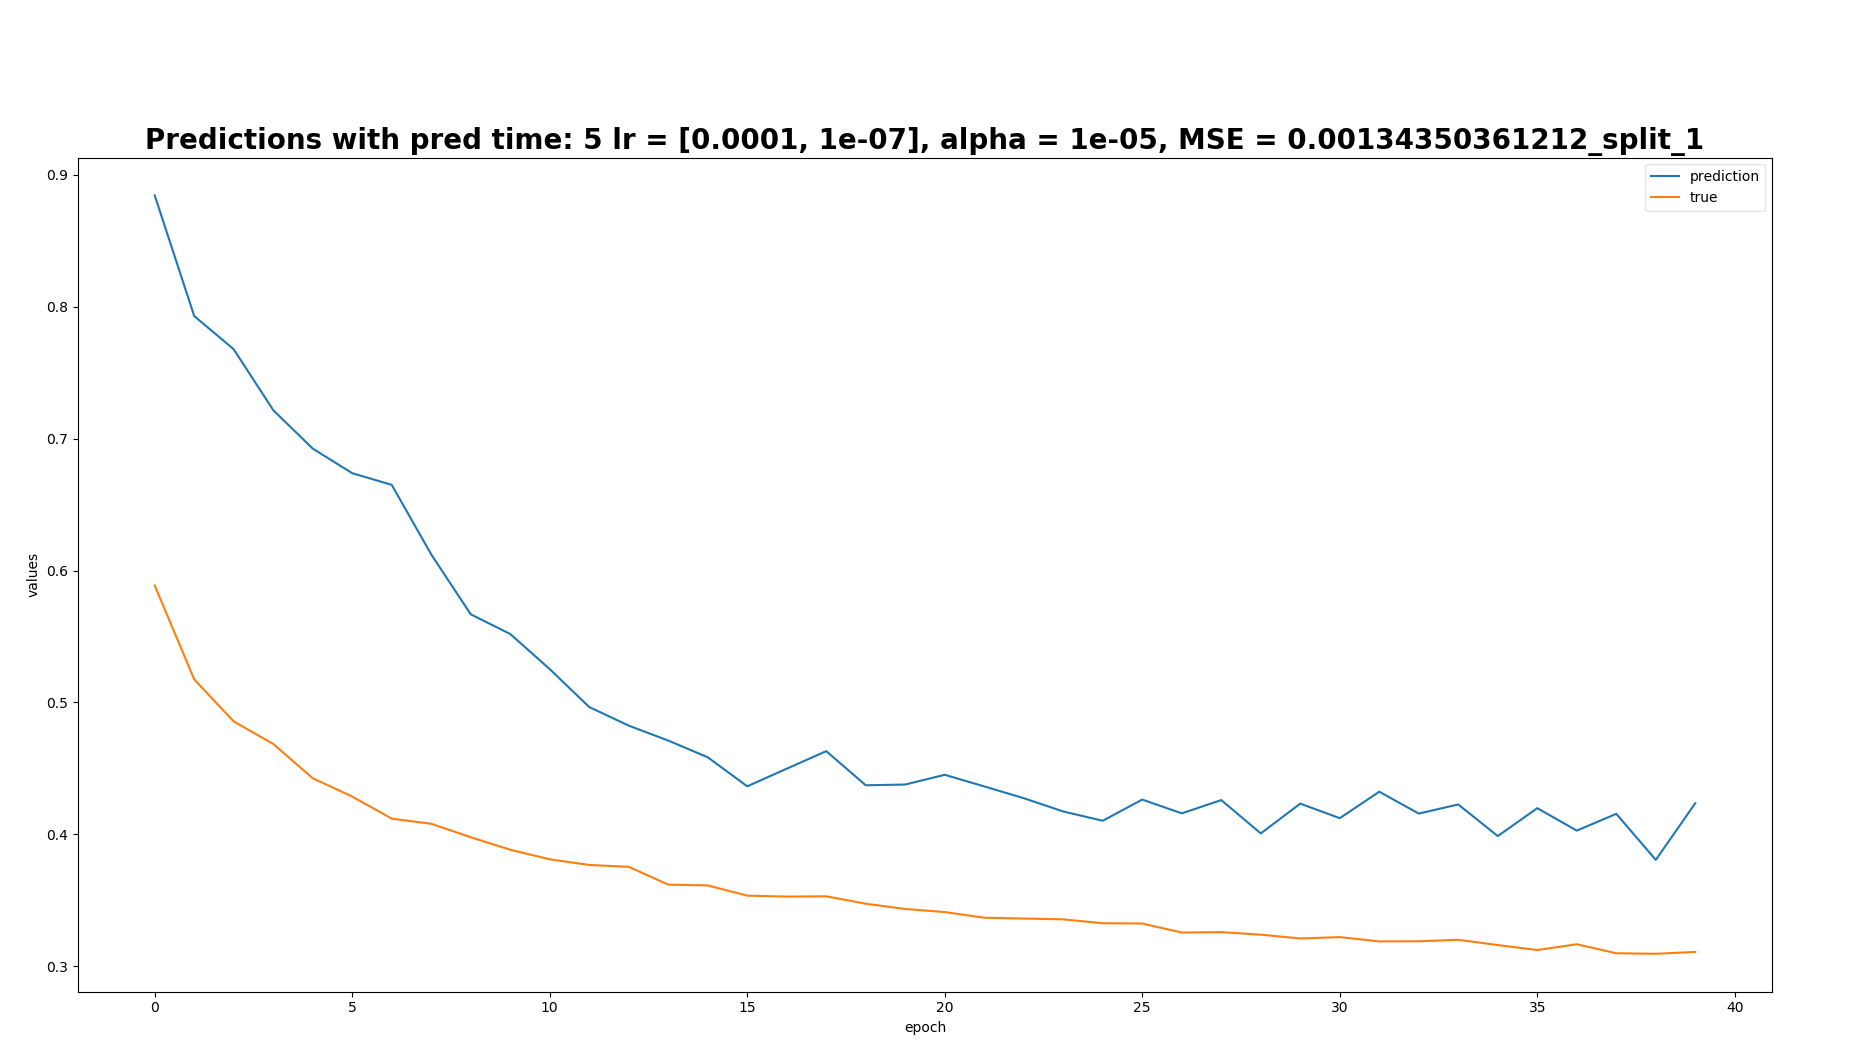 Predictions with pred time: 5 lr = [0.0001, 1e-07], alpha = 1e-05, MSE = 0.00134350361212_split_1
prediction
true
0.9
0.8
0.7
0.6
0.5
0.4
0.3
values
0 5 10 15 20 25 30 35 40
epoch